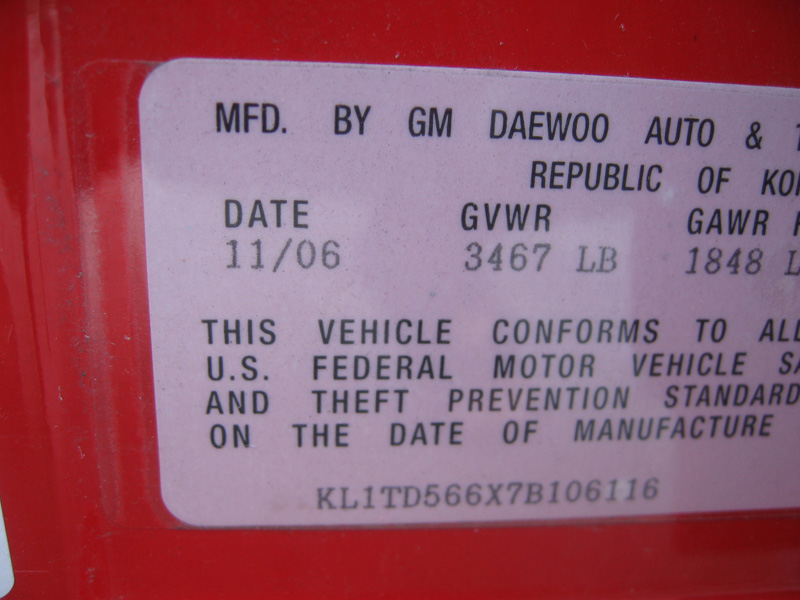 MFD. BY GM DAEWOO AUTO &
REPUBLIC OF
DATE GVWR GAWR
11/06 3467 LB 1848
THIS VEHICLE CONFORMS TO
U.S. FEDERAL MOTOR VEHICLE
AND THEFT PREVENTION STANDARD
ON THE DATE OF MANUFACTURE
KL1TD566X7B106116